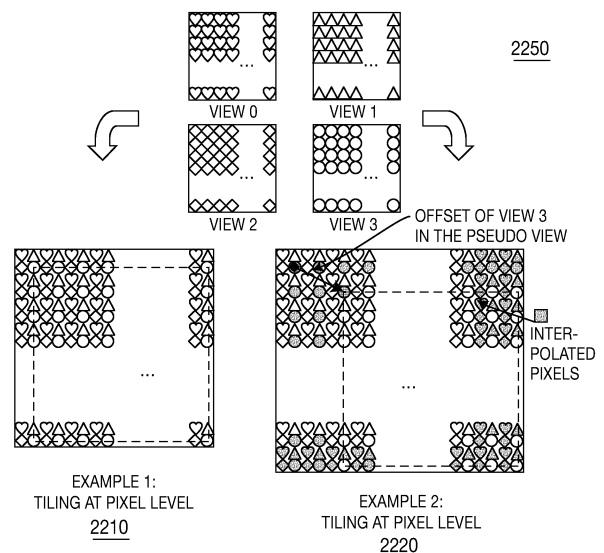 2250
...
...
VIEW 0
VIEW 1
...
...
VIEW 2
VIEW 3
OFFSET OF VIEW 3
IN THE PSEUDO VIEW
INTER-
POLATED
PIXELS
...
...
EXAMPLE 1:
TILING AT PIXEL LEVEL
2210
EXAMPLE 2:
TILING AT PIXEL LEVEL
2220